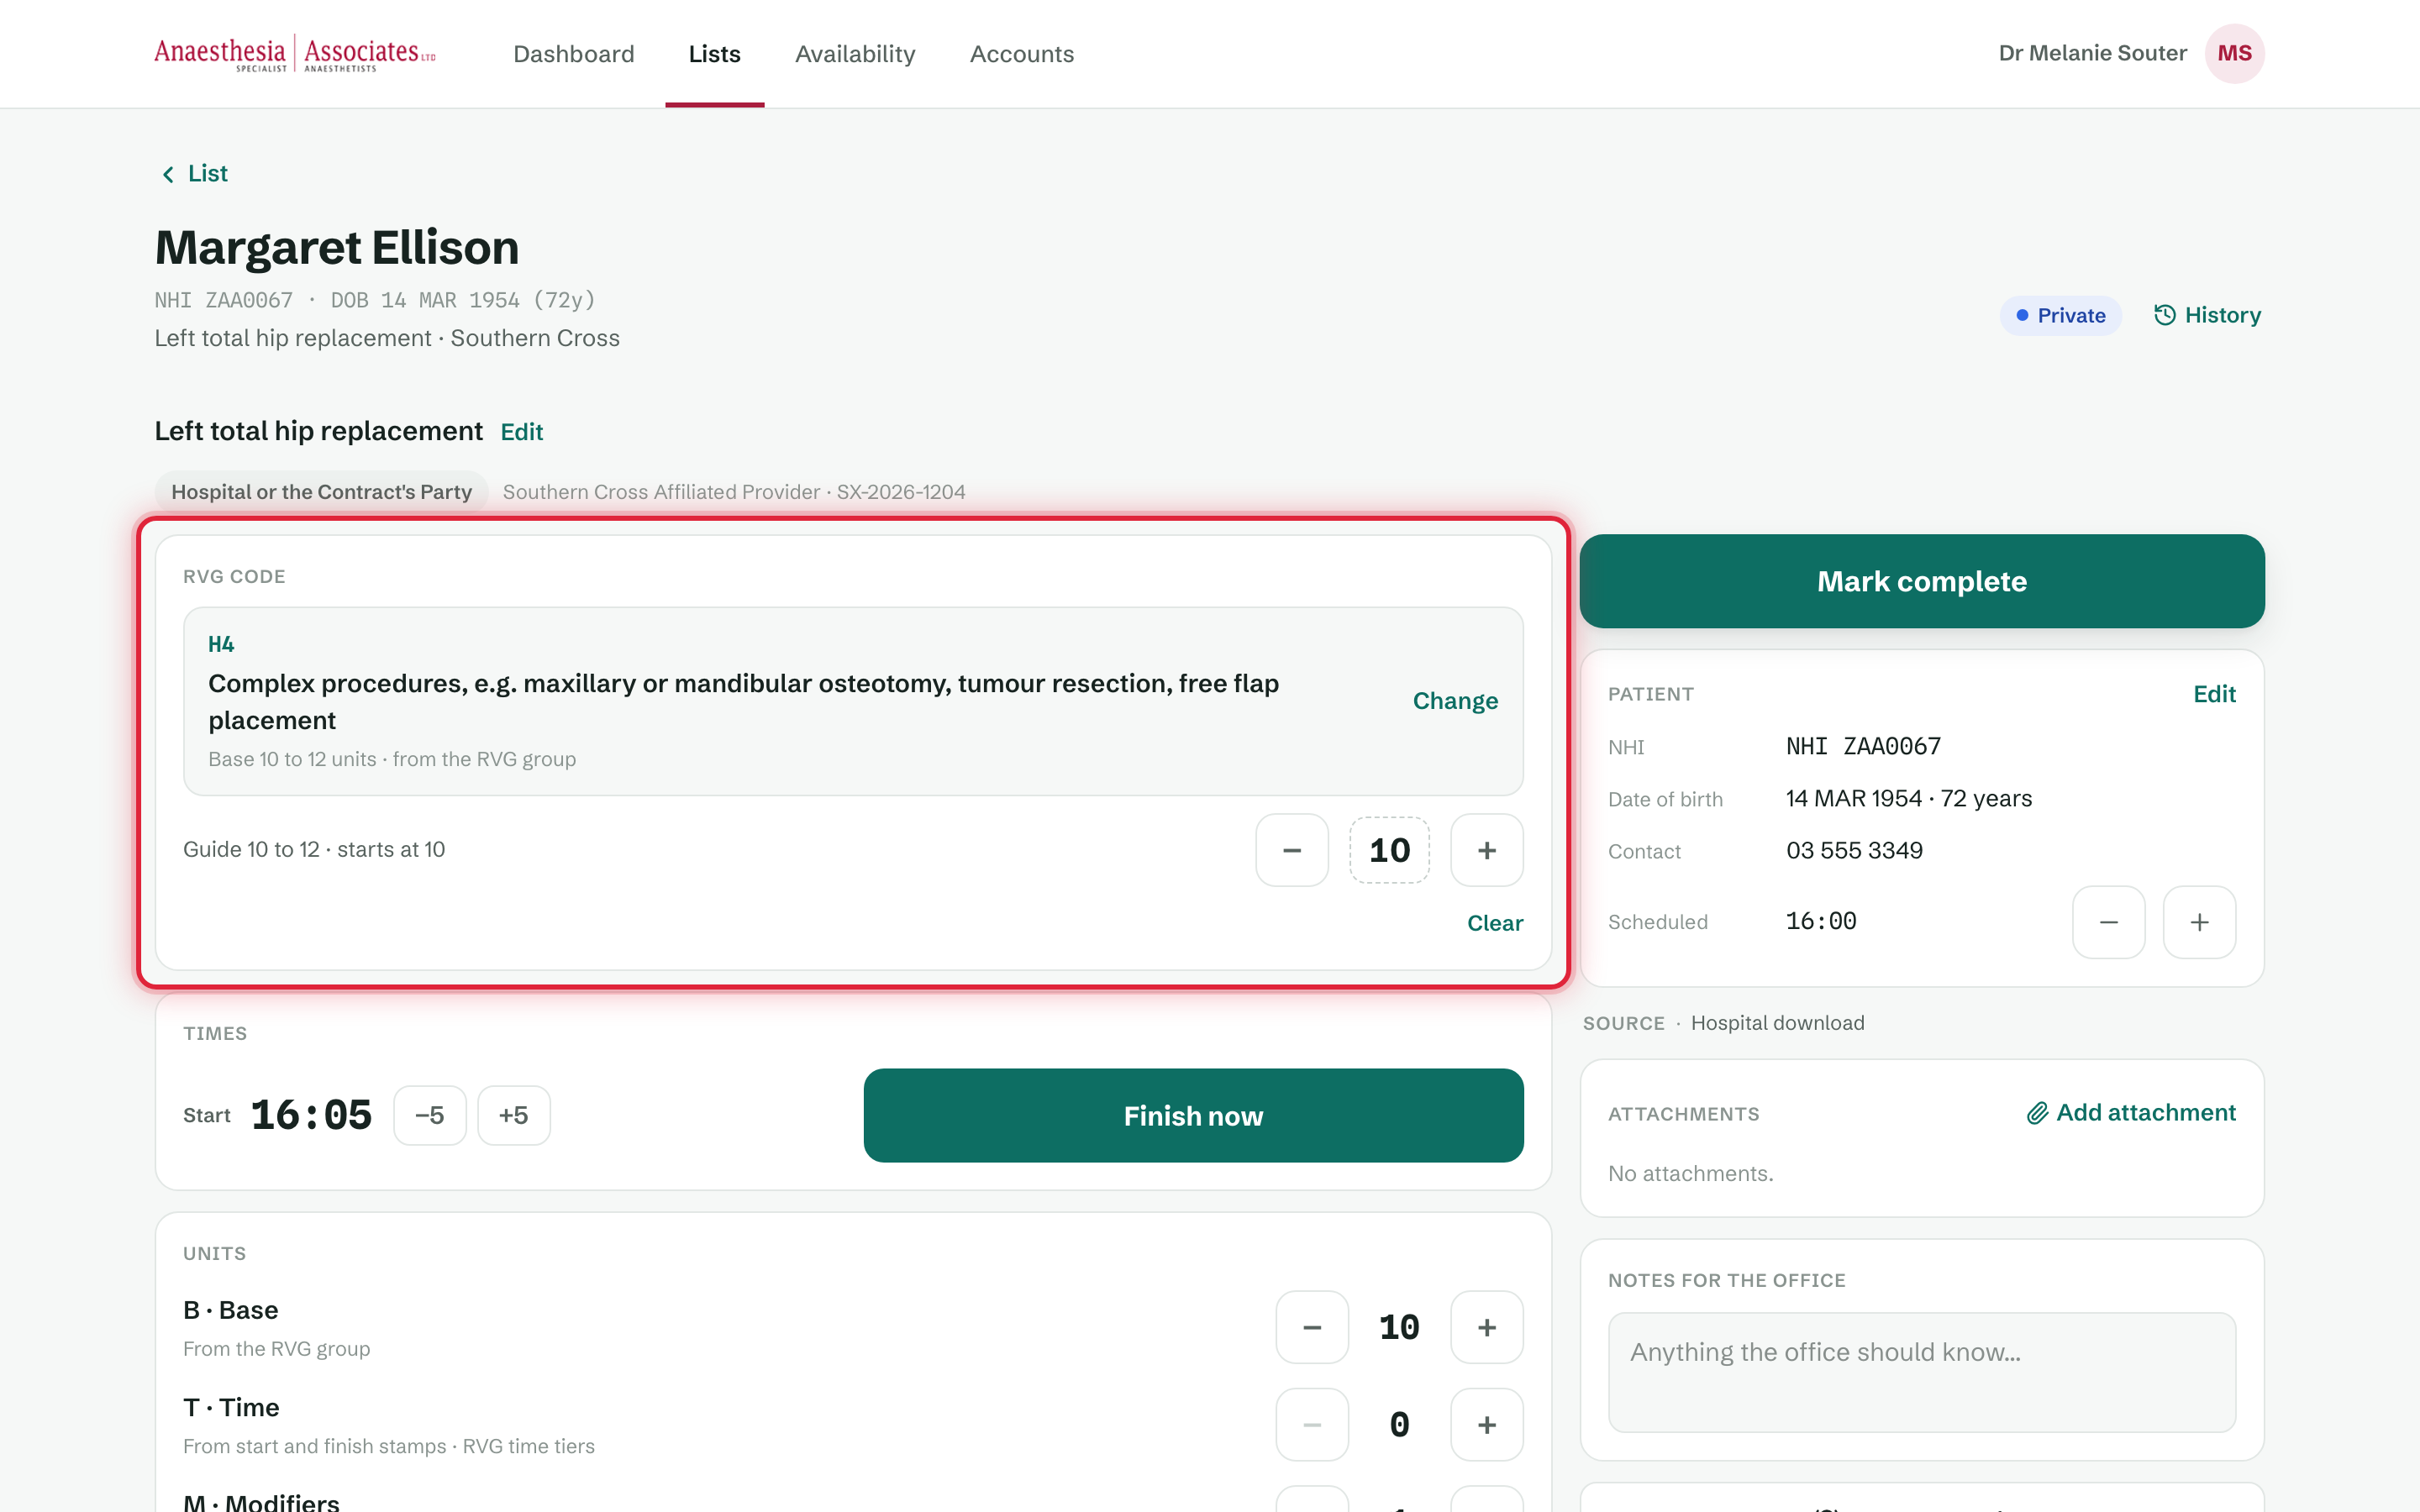 Anaesthesia | Associates LTD
SPECIALIST ANAESTHETISTS
Dashboard
Lists
Availability
Accounts
Dr Melanie Souter
MS
List
Margaret Ellison
NHI ZAA0067 · DOB 14 MAR 1954 (72y)
Left total hip replacement · Southern Cross
Private
History
Left total hip replacement Edit
Hospital or the Contract's Party Southern Cross Affiliated Provider · SX-2026-1204
RVG CODE
H4
Complex procedures, e.g. maxillary or mandibular osteotomy, tumour resection, free flap
placement
Base 10 to 12 units · from the RVG group
Change
Guide 10 to 12 · starts at 10
− 10 +
Clear
TIMES
Start 16:05 −5 +5
Finish now
UNITS
B · Base
From the RVG group
− 10 +
T · Time
From start and finish stamps · RVG time tiers
− 0 +
M · Modifiers
Mark complete
PATIENT
Edit
NHI NHI ZAA0067
Date of birth 14 MAR 1954 · 72 years
Contact 03 555 3349
Scheduled 16:00 − +
SOURCE · Hospital download
ATTACHMENTS
Add attachment
No attachments.
NOTES FOR THE OFFICE
Anything the office should know...